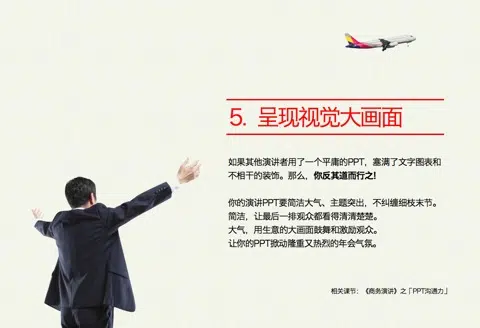 5. 呈现视觉大画面
如果其他演讲者用了一个平庸的PPT，塞满了文字图表和
不相干的装饰。那么，你反其道而行之！
你的演讲PPT要简洁大气、主题突出，不纠缠细枝末节。
简洁，让最后一排观众都看得清清楚楚。
大气，用生意的大画面鼓舞和激励观众。
让你的PPT掀动隆重又热烈的年会气氛。
相关课节：《商务演讲》之「PPT沟通力」